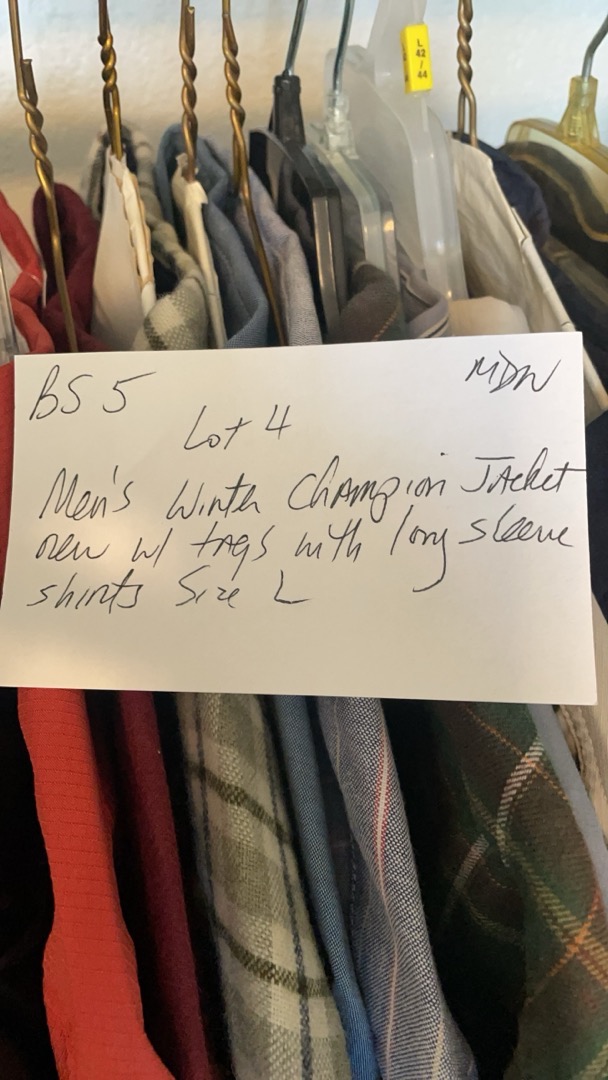 L
42
/
44
BS 5
MDW
Lot 4
Men's Winter Champion Jacket
new w/ tags with long sleeve
shirts Size L